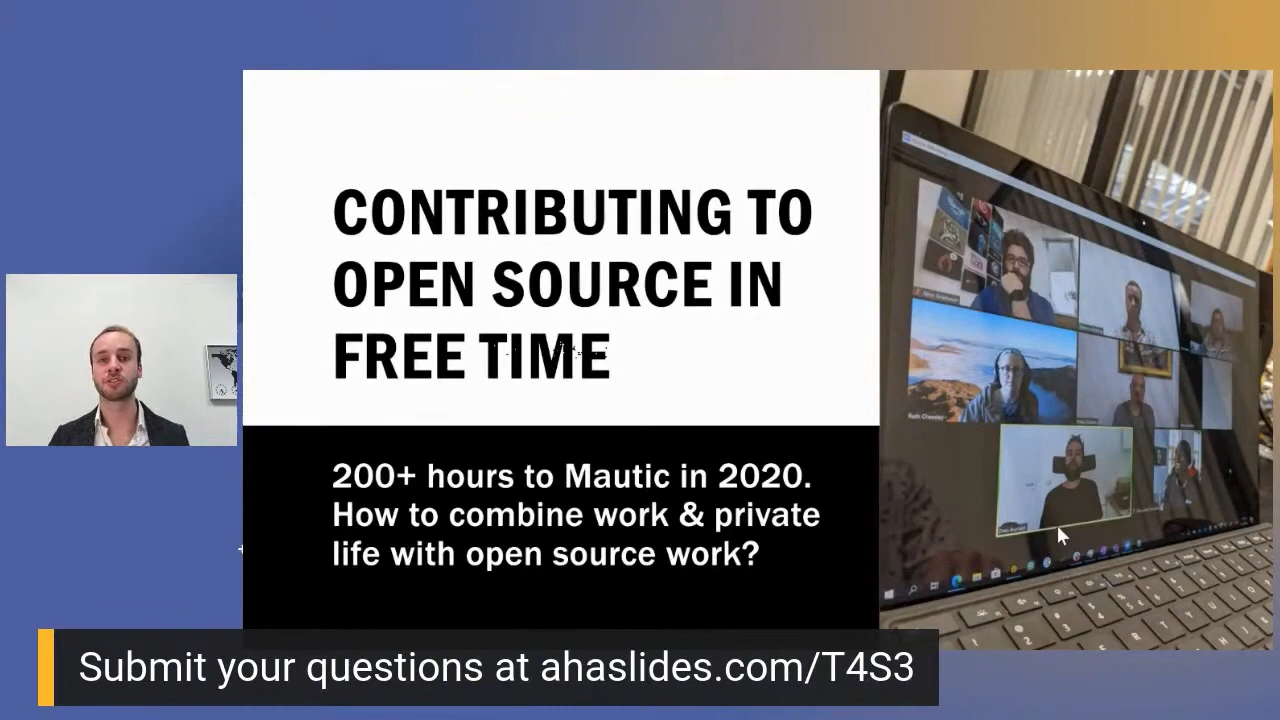 CONTRIBUTING TO
OPEN SOURCE IN
FREE TIME
200+ hours to Mautic in 2020.
How to combine work & private
life with open source work?
Submit your questions at ahaslides.com/T4S3